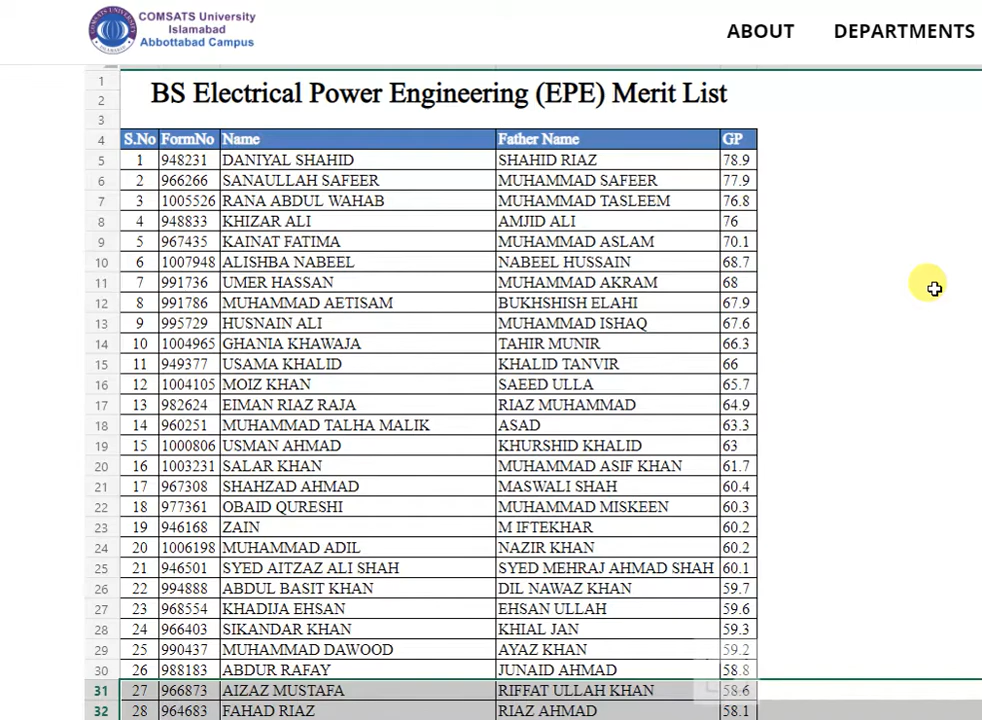 COMSATS University
Islamabad
Abbottabad Campus
ABOUT DEPARTMENTS
1
2 BS Electrical Power Engineering (EPE) Merit List
3
4 S.No FormNo Name Father Name GP
5 1 948231 DANIYAL SHAHID SHAHID RIAZ 78.9
6 2 966266 SANAULLAH SAFEER MUHAMMAD SAFEER 77.9
7 3 1005526 RANA ABDUL WAHAB MUHAMMAD TASLEEM 76.8
8 4 948833 KHIZAR ALI AMJID ALI 76
9 5 967435 KAINAT FATIMA MUHAMMAD ASLAM 70.1
10 6 1007948 ALISHBA NABEEL NABEEL HUSSAIN 68.7
11 7 991736 UMER HASSAN MUHAMMAD AKRAM 68
12 8 991786 MUHAMMAD AETISAM BUKHSHISH ELAHI 67.9
13 9 995729 HUSNAIN ALI MUHAMMAD ISHAQ 67.6
14 10 1004965 GHANIA KHAWAJA TAHIR MUNIR 66.3
15 11 949377 USAMA KHALID KHALID TANVIR 66
16 12 1004105 MOIZ KHAN SAEED ULLA 65.7
17 13 982624 EIMAN RIAZ RAJA RIAZ MUHAMMAD 64.9
18 14 960251 MUHAMMAD TALHA MALIK ASAD 63.3
19 15 1000806 USMAN AHMAD KHURSHID KHALID 63
20 16 1003231 SALAR KHAN MUHAMMAD ASIF KHAN 61.7
21 17 967308 SHAHZAD AHMAD MASWALI SHAH 60.4
22 18 977361 OBAID QURESHI MUHAMMAD MISKEEN 60.3
23 19 946168 ZAIN M IFTEKHAR 60.2
24 20 1006198 MUHAMMAD ADIL NAZIR KHAN 60.2
25 21 946501 SYED AITZAZ ALI SHAH SYED MEHRAJ AHMAD SHAH 60.1
26 22 994888 ABDUL BASIT KHAN DIL NAWAZ KHAN 59.7
27 23 968554 KHADIJA EHSAN EHSAN ULLAH 59.6
28 24 966403 SIKANDAR KHAN KHIAL JAN 59.3
29 25 990437 MUHAMMAD DAWOOD AYAZ KHAN 59.2
30 26 988183 ABDUR RAFAY JUNAID AHMAD 58.8
31 27 966873 AIZAZ MUSTAFA RIFFAT ULLAH KHAN 58.6
32 28 964683 FAHAD RIAZ RIAZ AHMAD 58.1